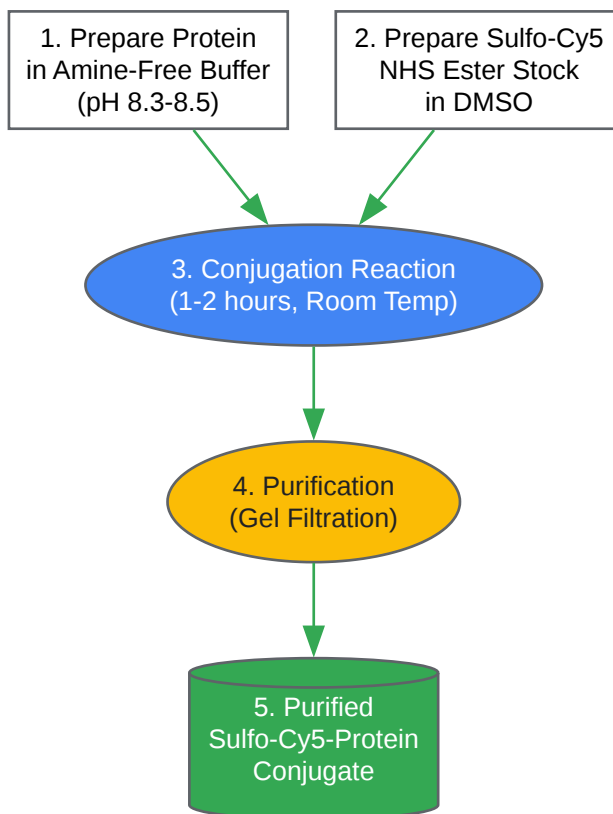 1. Prepare Protein
in Amine-Free Buffer
(pH 8.3-8.5)
2. Prepare Sulfo-Cy5
NHS Ester Stock
in DMSO
3. Conjugation Reaction
(1-2 hours, Room Temp)
4. Purification
(Gel Filtration)
5. Purified
Sulfo-Cy5-Protein
Conjugate